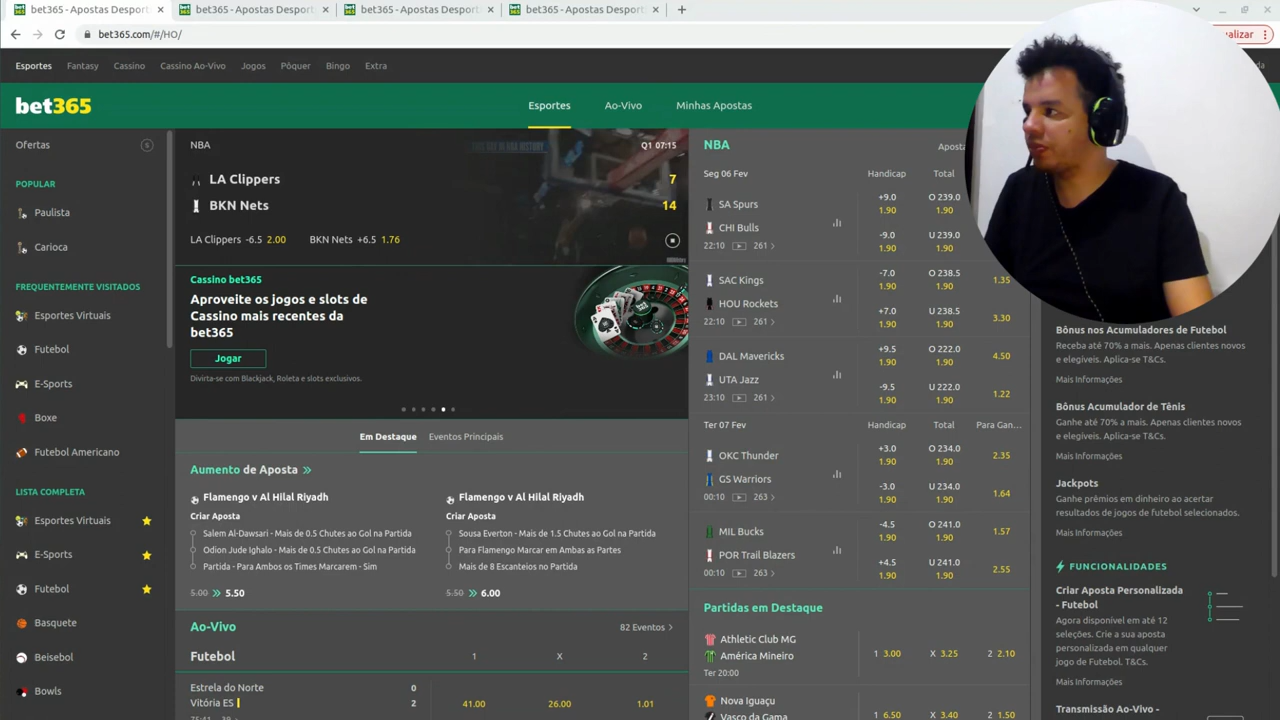 bet365 - Apostas Desport
bet365 - Apostas Desport
bet365 - Apostas Desport
bet365 - Apostas Desport
bet365.com/#/HO/
ualizar
Esportes Fantasy Cassino Cassino Ao-Vivo Jogos Pôquer Bingo Extra
bet365
Esportes Ao-Vivo Minhas Apostas
Ofertas
POPULAR
Paulista
Carioca
FREQUENTEMENTE VISITADOS
Esportes Virtuais
Futebol
E-Sports
Boxe
Futebol Americano
LISTA COMPLETA
Esportes Virtuais
E-Sports
Futebol
Basquete
Beisebol
Bowls
NBA Q1 07:15
LA Clippers 7
BKN Nets 14
LA Clippers -6.5 2.00 BKN Nets +6.5 1.76
Cassino bet365
Aproveite os jogos e slots de
Cassino mais recentes da
bet365
Jogar
Divirta-se com Blackjack, Roleta e slots exclusivos.
Em Destaque Eventos Principais
Aumento de Aposta
Flamengo v Al Hilal Riyadh
Criar Aposta
Salem Al-Dawsari - Mais de 0.5 Chutes ao Gol na Partida
Odion Jude Ighalo - Mais de 0.5 Chutes ao Gol na Partida
Partida - Para Ambos os Times Marcarem - Sim
5.00 5.50
Flamengo v Al Hilal Riyadh
Criar Aposta
Sousa Everton - Mais de 1.5 Chutes ao Gol na Partida
Para Flamengo Marcar em Ambas as Partes
Mais de 8 Escanteios no Partida
5.50 6.00
Ao-Vivo 82 Eventos
Futebol 1 X 2
Estrela do Norte 0
Vitória ES 2
41.00 26.00 1.01
NBA
Aposta
Seg 06 Fev Handicap Total
SA Spurs +9.0 1.90 O 239.0 1.90
CHI Bulls -9.0 1.90 U 239.0 1.90
22:10 261
SAC Kings -7.0 1.90 O 238.5 1.90 1.35
HOU Rockets +7.0 1.90 U 238.5 1.90 3.30
22:10 261
DAL Mavericks +9.5 1.90 O 222.0 1.90 4.50
UTA Jazz -9.5 1.90 U 222.0 1.90 1.22
23:10 261
Ter 07 Fev Handicap Total Para Gan...
OKC Thunder +3.0 1.90 O 234.0 1.90 2.35
GS Warriors -3.0 1.90 U 234.0 1.90 1.64
00:10 263
MIL Bucks -4.5 1.90 O 241.0 1.90 1.57
POR Trail Blazers +4.5 1.90 U 241.0 1.90 2.55
00:10 263
Partidas em Destaque
Athletic Club MG
América Mineiro
1 3.00 X 3.25 2 2.10
Ter 20:00
Nova Iguaçu
Vasco da Gama
1 6.50 X 3.40 2 1.50
Bônus nos Acumuladores de Futebol
Receba até 70% a mais. Apenas clientes novos
e elegíveis. Aplica-se T&Cs.
Mais Informações
Bônus Acumulador de Tênis
Ganhe até 70% a mais. Apenas clientes novos
e elegíveis. Aplica-se T&Cs.
Mais Informações
Jackpots
Ganhe prêmios em dinheiro ao acertar
resultados de jogos de futebol selecionados.
Mais Informações
FUNCIONALIDADES
Criar Aposta Personalizada
- Futebol
Agora disponível em até 12
seleções. Crie a sua aposta
personalizada em qualquer
jogo de Futebol. T&Cs.
Mais Informações
Transmissão Ao-Vivo -